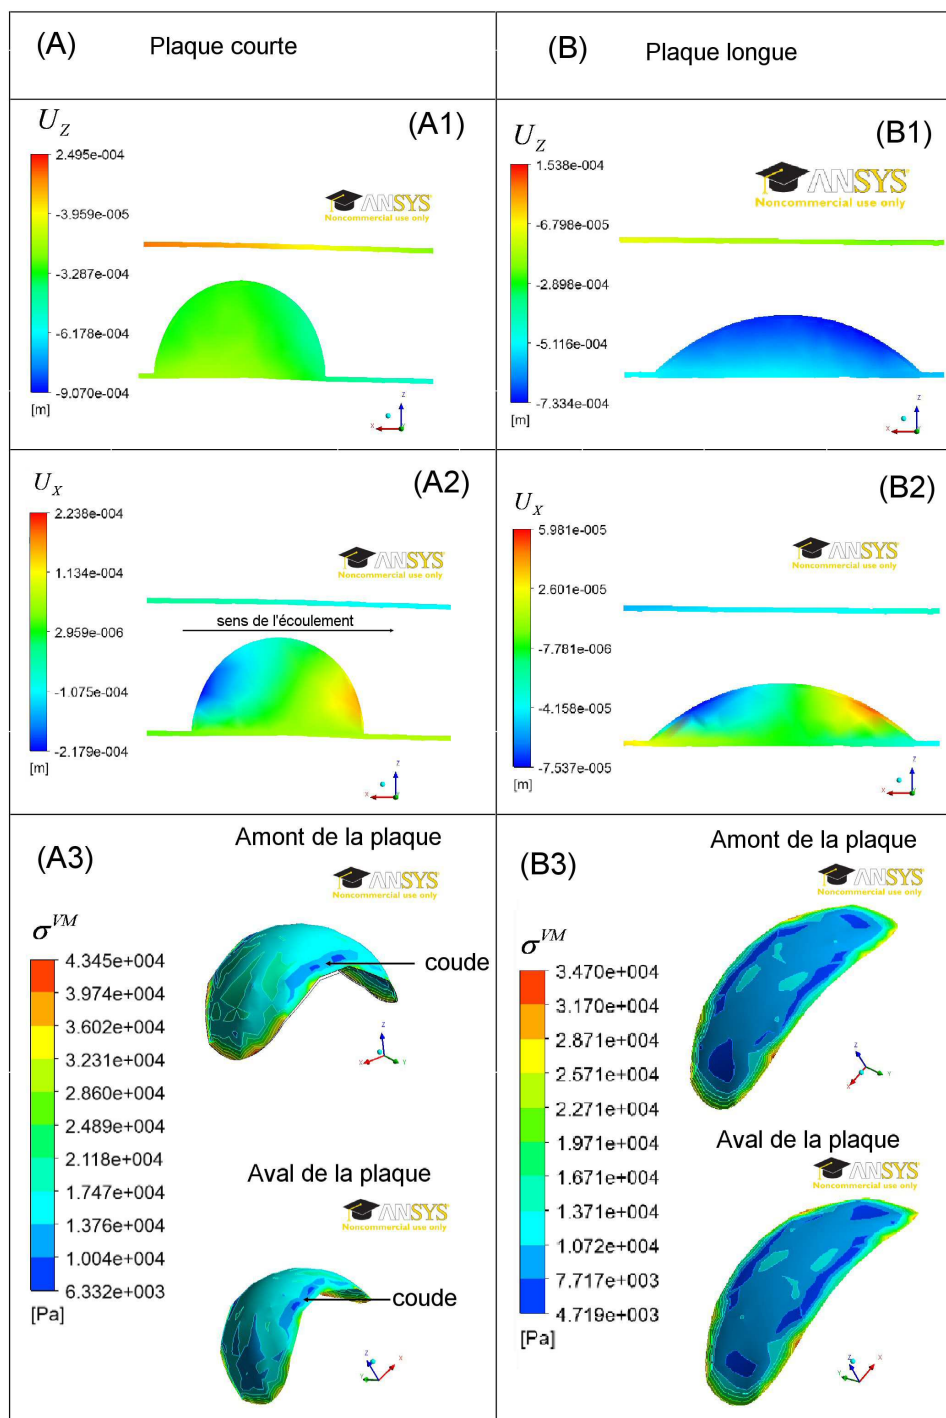 (A) Plaque courte
(B) Plaque longue
(A1)
U_Z
2.495e-004
-3.959e-005
-3.287e-004
-6.178e-004
-9.070e-004
[m]
ANSYS
Noncommercial use only
Z
X
(B1)
U_Z
1.538e-004
-6.798e-005
-2.898e-004
-5.116e-004
-7.334e-004
[m]
ANSYS
Noncommercial use only
Z
X
(A2)
U_X
2.238e-004
1.134e-004
2.959e-006
-1.075e-004
-2.179e-004
[m]
ANSYS
Noncommercial use only
sens de l'écoulement
Z
X
(B2)
U_X
5.981e-005
2.601e-005
-7.781e-006
-4.158e-005
-7.537e-005
[m]
ANSYS
Noncommercial use only
Z
X
(A3)
Amont de la plaque
ANSYS
Noncommercial use only
σ^VM
4.345e+004
3.974e+004
3.602e+004
3.231e+004
2.860e+004
2.489e+004
2.118e+004
1.747e+004
1.376e+004
1.004e+004
6.332e+003
[Pa]
coude
Z
X
Y
Aval de la plaque
ANSYS
Noncommercial use only
coude
Z
X
Y
(B3)
Amont de la plaque
ANSYS
Noncommercial use only
σ^VM
3.470e+004
3.170e+004
2.871e+004
2.571e+004
2.271e+004
1.971e+004
1.671e+004
1.371e+004
1.072e+004
7.717e+003
4.719e+003
[Pa]
Z
Y
X
Aval de la plaque
ANSYS
Noncommercial use only
Z
X
Y